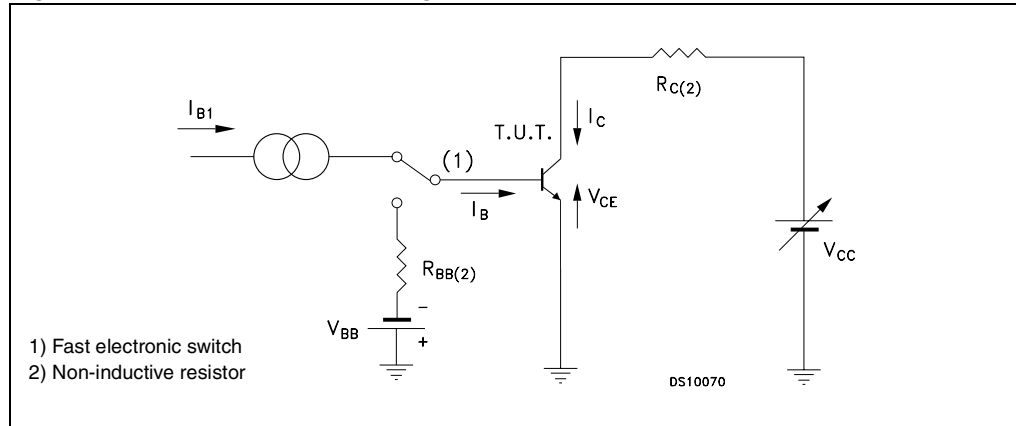 R_C(2)
I_B1
I_C
T.U.T.
(1)
I_B
V_CE
V_CC
R_BB(2)
V_BB
−
+
1) Fast electronic switch
2) Non-inductive resistor
DS10070